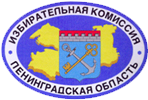 ИЗБИРАТЕЛЬНАЯ КОМИССИЯ
ЛЕНИНГРАДСКАЯ ОБЛАСТЬ